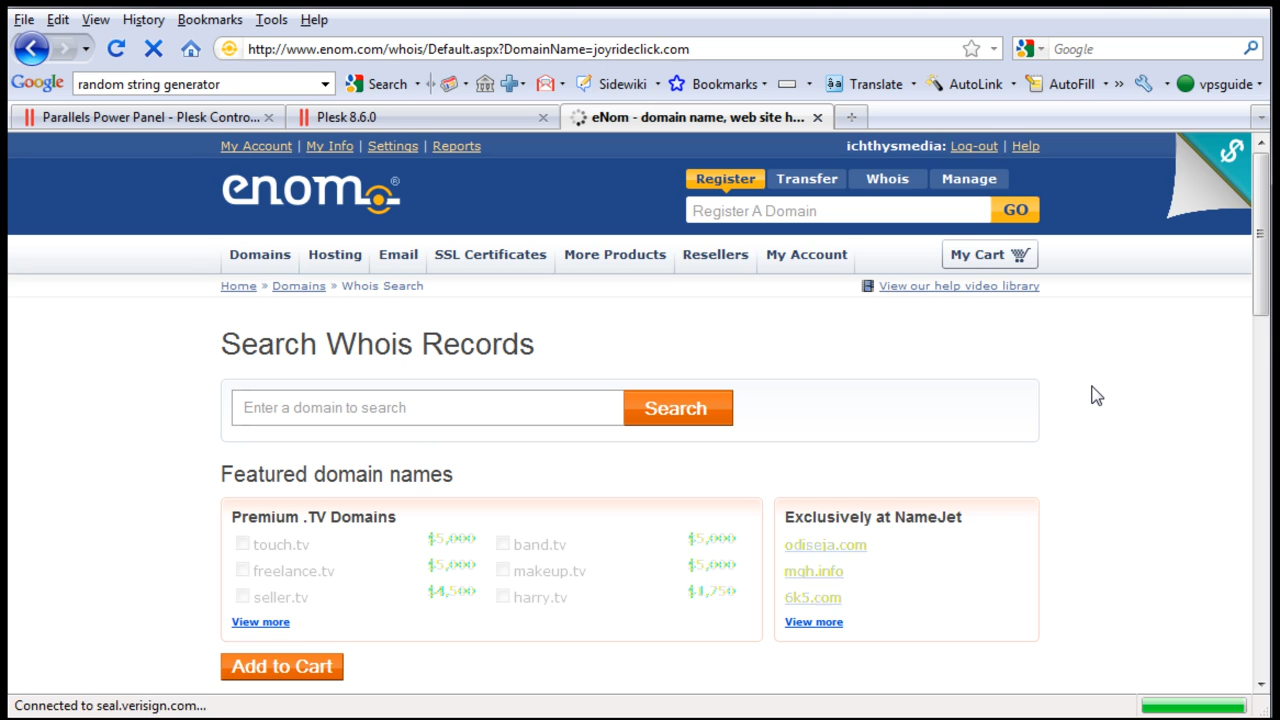 File Edit View History Bookmarks Tools Help
http://www.enom.com/whois/Default.aspx?DomainName=joyrideclick.com
Google
Google random string generator Search Sidewiki Bookmarks Translate AutoLink AutoFill » vpsguide
Parallels Power Panel - Plesk Contro... Plesk 8.6.0 eNom - domain name, web site h...
My Account | My Info | Settings | Reports ichthysmedia: Log-out | Help
enom® Register Transfer Whois Manage
Register A Domain GO
Domains Hosting Email SSL Certificates More Products Resellers My Account My Cart
Home » Domains » Whois Search View our help video library
Search Whois Records
Enter a domain to search Search
Featured domain names
Premium .TV Domains Exclusively at NameJet
touch.tv $5,000 band.tv $5,000 odiseja.com
freelance.tv $5,000 makeup.tv $5,000 mgh.info
seller.tv $4,500 harry.tv $1,250 6k5.com
View more View more
Add to Cart
Connected to seal.verisign.com...